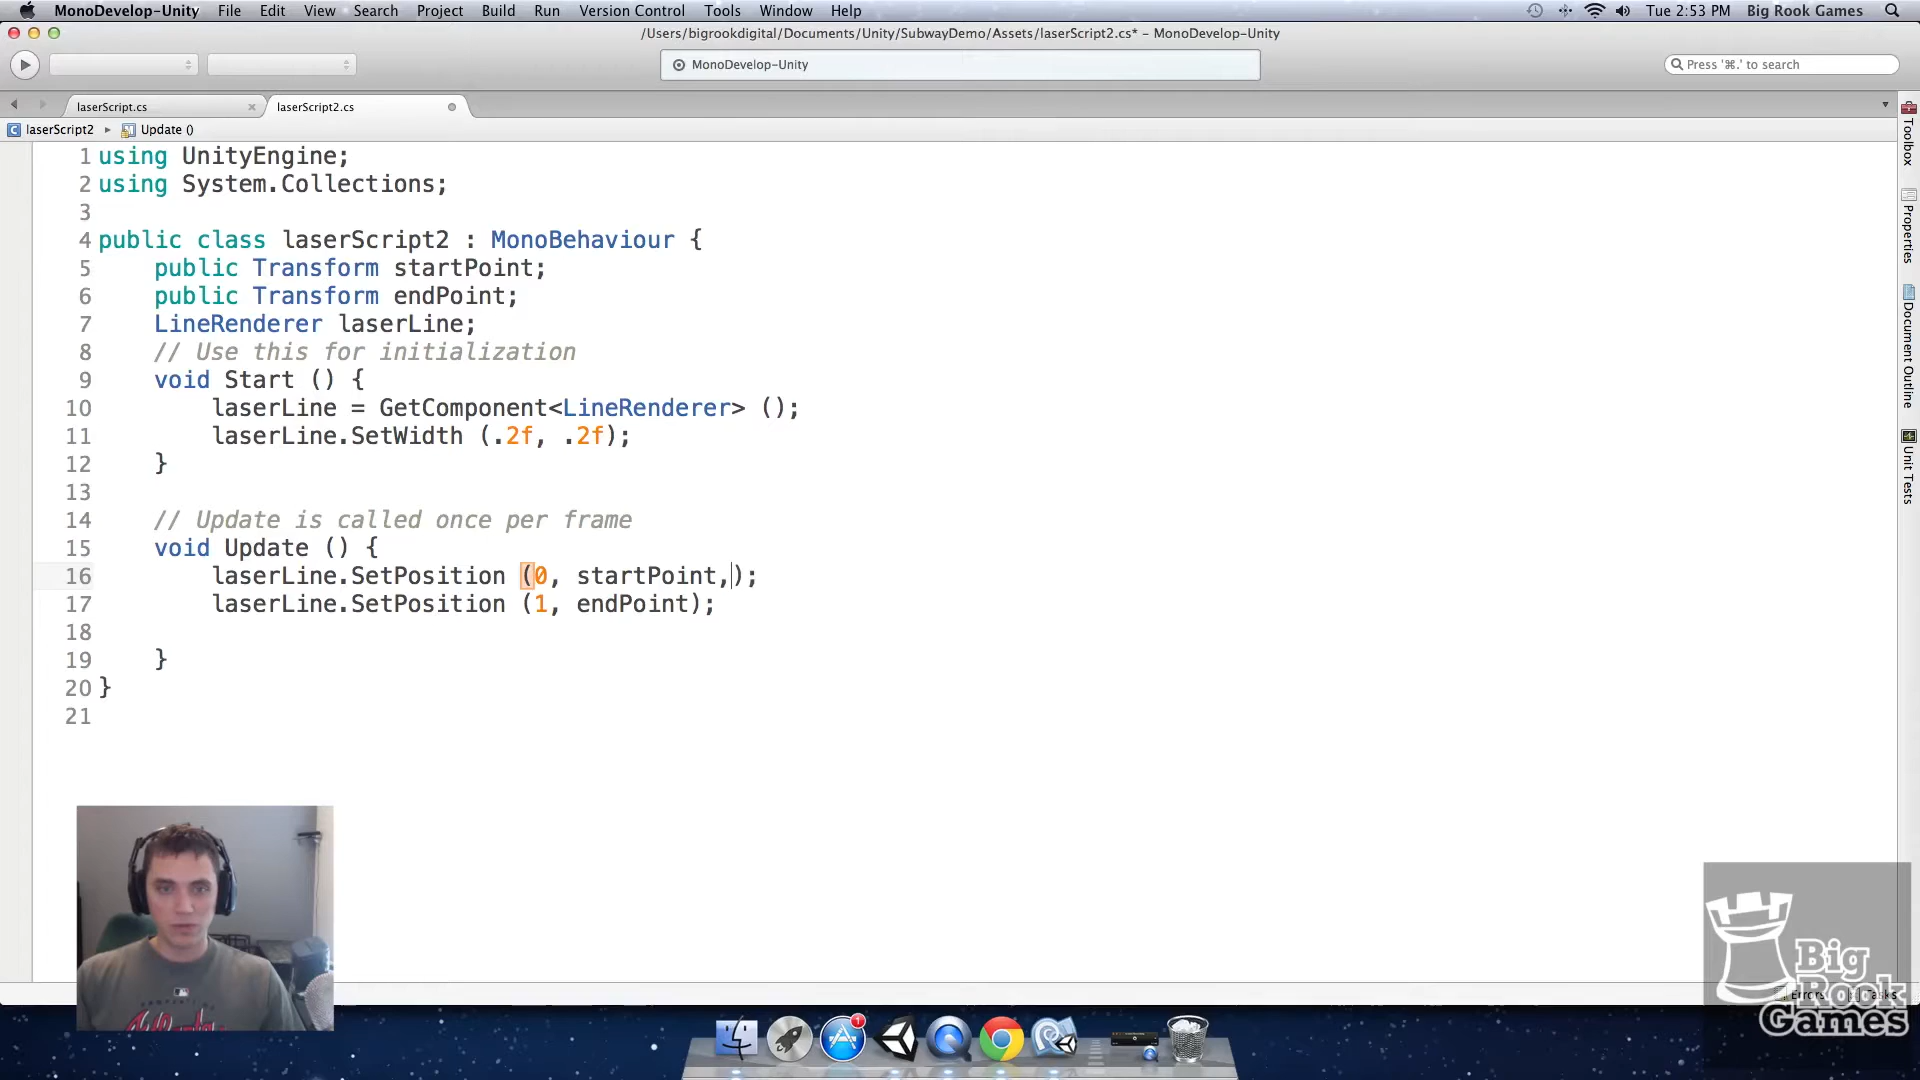 MonoDevelop-Unity File Edit View Search Project Build Run Version Control Tools Window Help Tue 2:53 PM Big Rook Games
/Users/bigrookdigital/Documents/Unity/SubwayDemo/Assets/laserScript2.cs* – MonoDevelop-Unity
MonoDevelop-Unity
Press '⌘.' to search
laserScript.cs
laserScript2.cs
laserScript2 ▸ Update ()
1 using UnityEngine;
2 using System.Collections;
3
4 public class laserScript2 : MonoBehaviour {
5 public Transform startPoint;
6 public Transform endPoint;
7 LineRenderer laserLine;
8 // Use this for initialization
9 void Start () {
10 laserLine = GetComponent<LineRenderer> ();
11 laserLine.SetWidth (.2f, .2f);
12 }
13
14 // Update is called once per frame
15 void Update () {
16 laserLine.SetPosition (0, startPoint,);
17 laserLine.SetPosition (1, endPoint);
18
19 }
20 }
21
Toolbox
Properties
Document Outline
Unit Tests
Big
Rook
Games
Errors Tasks
1